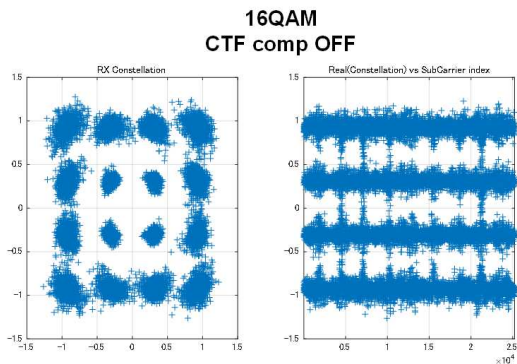 16QAM
CTF comp OFF
RX Constellation
1.5
1
0.5
0
−0.5
−1
−1.5
−1.5 −1 −0.5 0 0.5 1 1.5
Real(Constellation) vs SubCarrier index
1.5
1
0.5
0
−0.5
−1
−1.5
0.5 1 1.5 2 2.5
×10⁴